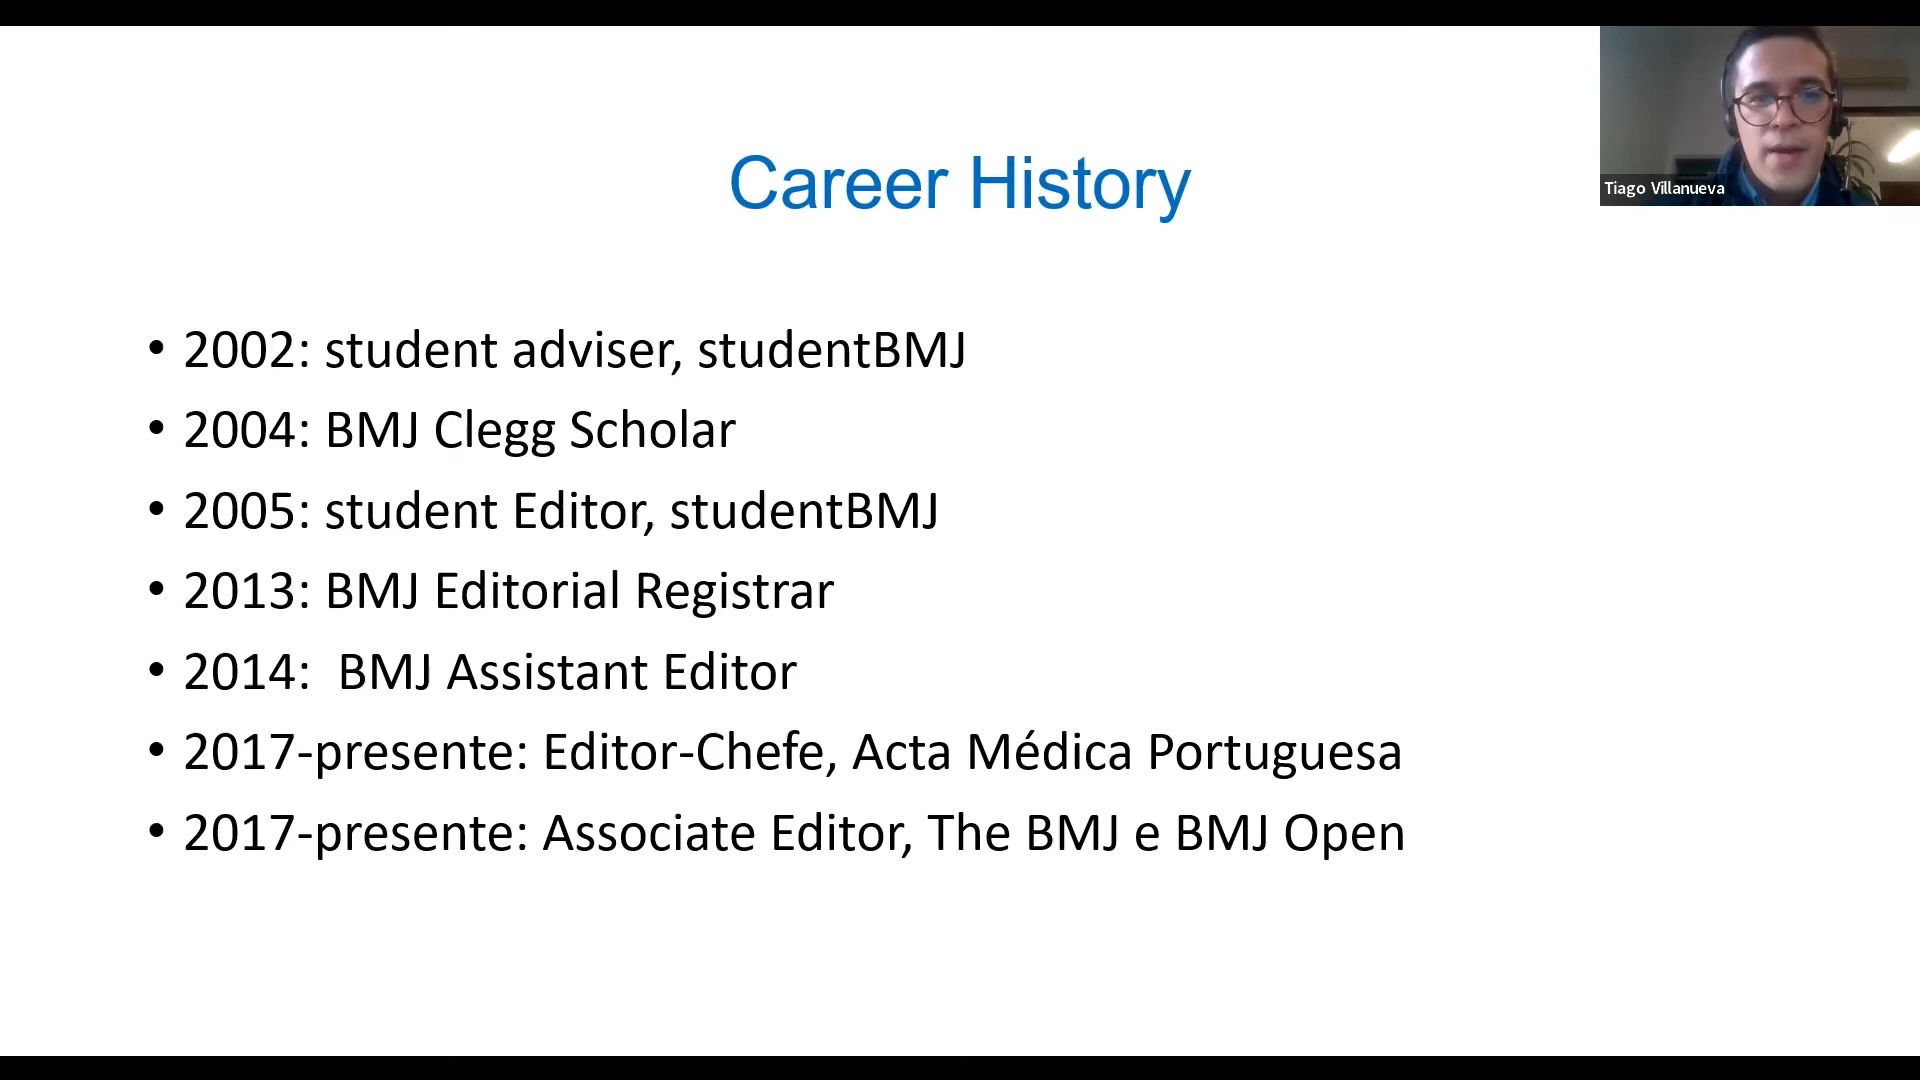 Career History
Tiago Villanueva
• 2002: student adviser, studentBMJ
• 2004: BMJ Clegg Scholar
• 2005: student Editor, studentBMJ
• 2013: BMJ Editorial Registrar
• 2014:  BMJ Assistant Editor
• 2017-presente: Editor-Chefe, Acta Médica Portuguesa
• 2017-presente: Associate Editor, The BMJ e BMJ Open